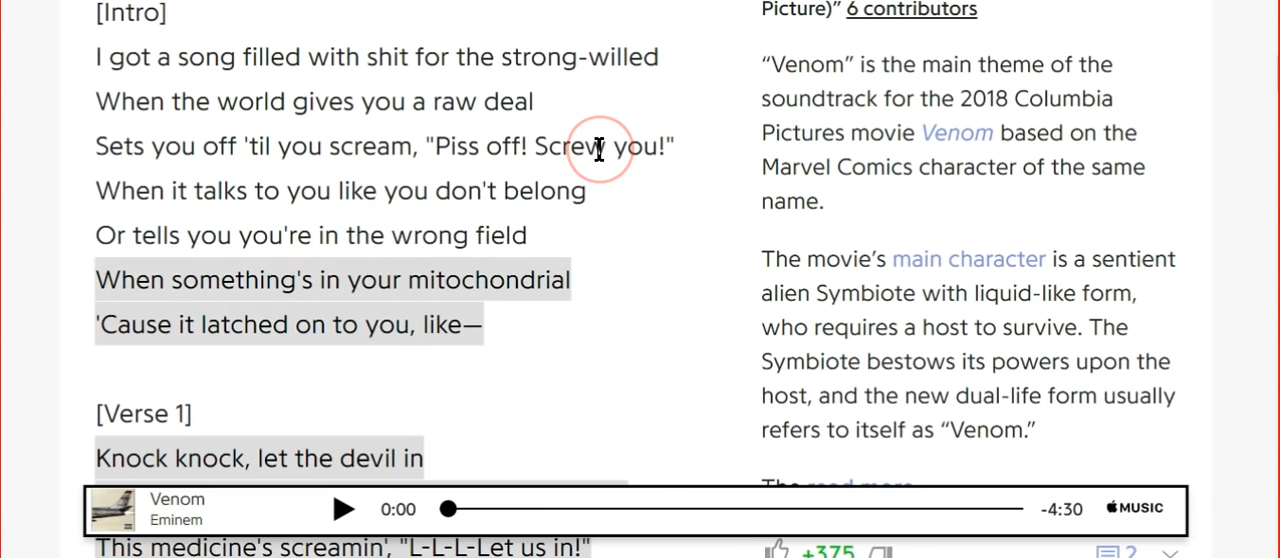 [Intro]
I got a song filled with shit for the strong-willed
When the world gives you a raw deal
Sets you off 'til you scream, "Piss off! Screw you!"
When it talks to you like you don't belong
Or tells you you're in the wrong field
When something's in your mitochondrial
'Cause it latched on to you, like—
[Verse 1]
Knock knock, let the devil in
This medicine's screamin', "L-L-L-Let us in!"
Picture)” 6 contributors
“Venom” is the main theme of the
soundtrack for the 2018 Columbia
Pictures movie Venom based on the
Marvel Comics character of the same
name.
The movie’s main character is a sentient
alien Symbiote with liquid-like form,
who requires a host to survive. The
Symbiote bestows its powers upon the
host, and the new dual-life form usually
refers to itself as “Venom.”
The read more
+375
2
Venom
Eminem
0:00
-4:30
MUSIC